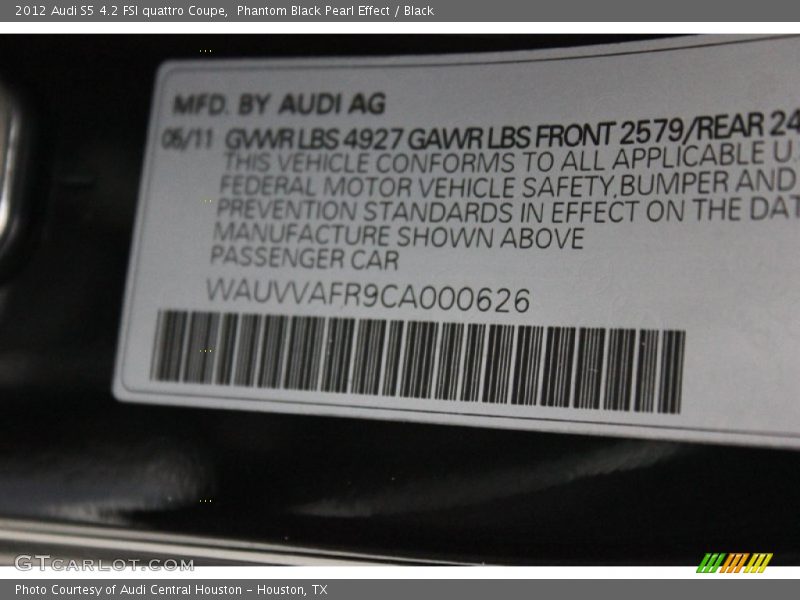 2012 Audi S5 4.2 FSI quattro Coupe, Phantom Black Pearl Effect / Black
MFD. BY AUDI AG
06/11 GVWR LBS 4927 GAWR LBS FRONT 2579/REAR 24
THIS VEHICLE CONFORMS TO ALL APPLICABLE U
FEDERAL MOTOR VEHICLE SAFETY,BUMPER AND
PREVENTION STANDARDS IN EFFECT ON THE DAT
MANUFACTURE SHOWN ABOVE
PASSENGER CAR
WAUVVAFR9CA000626
GTCARLOT.COM
Photo Courtesy of Audi Central Houston - Houston, TX